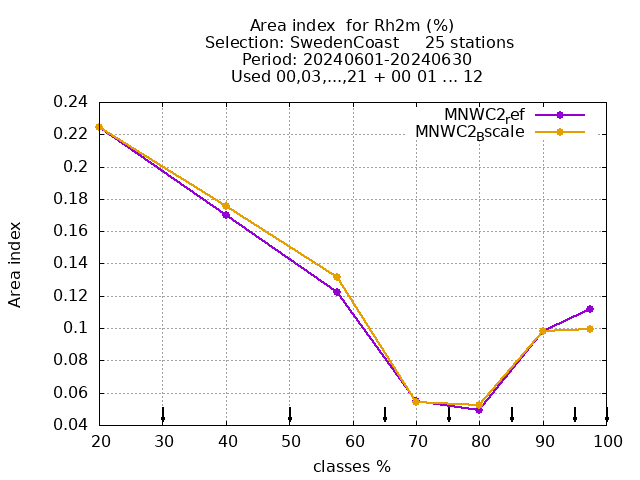 Area index  for Rh2m (%)
Selection: SwedenCoast     25 stations
Period: 20240601-20240630
Used 00,03,...,21 + 00 01 ... 12
MNWC2ref
MNWC2Bscale
0.24
0.22
0.2
0.18
0.16
0.14
0.12
0.1
0.08
0.06
0.04
Area index
20 30 40 50 60 70 80 90 100
classes %